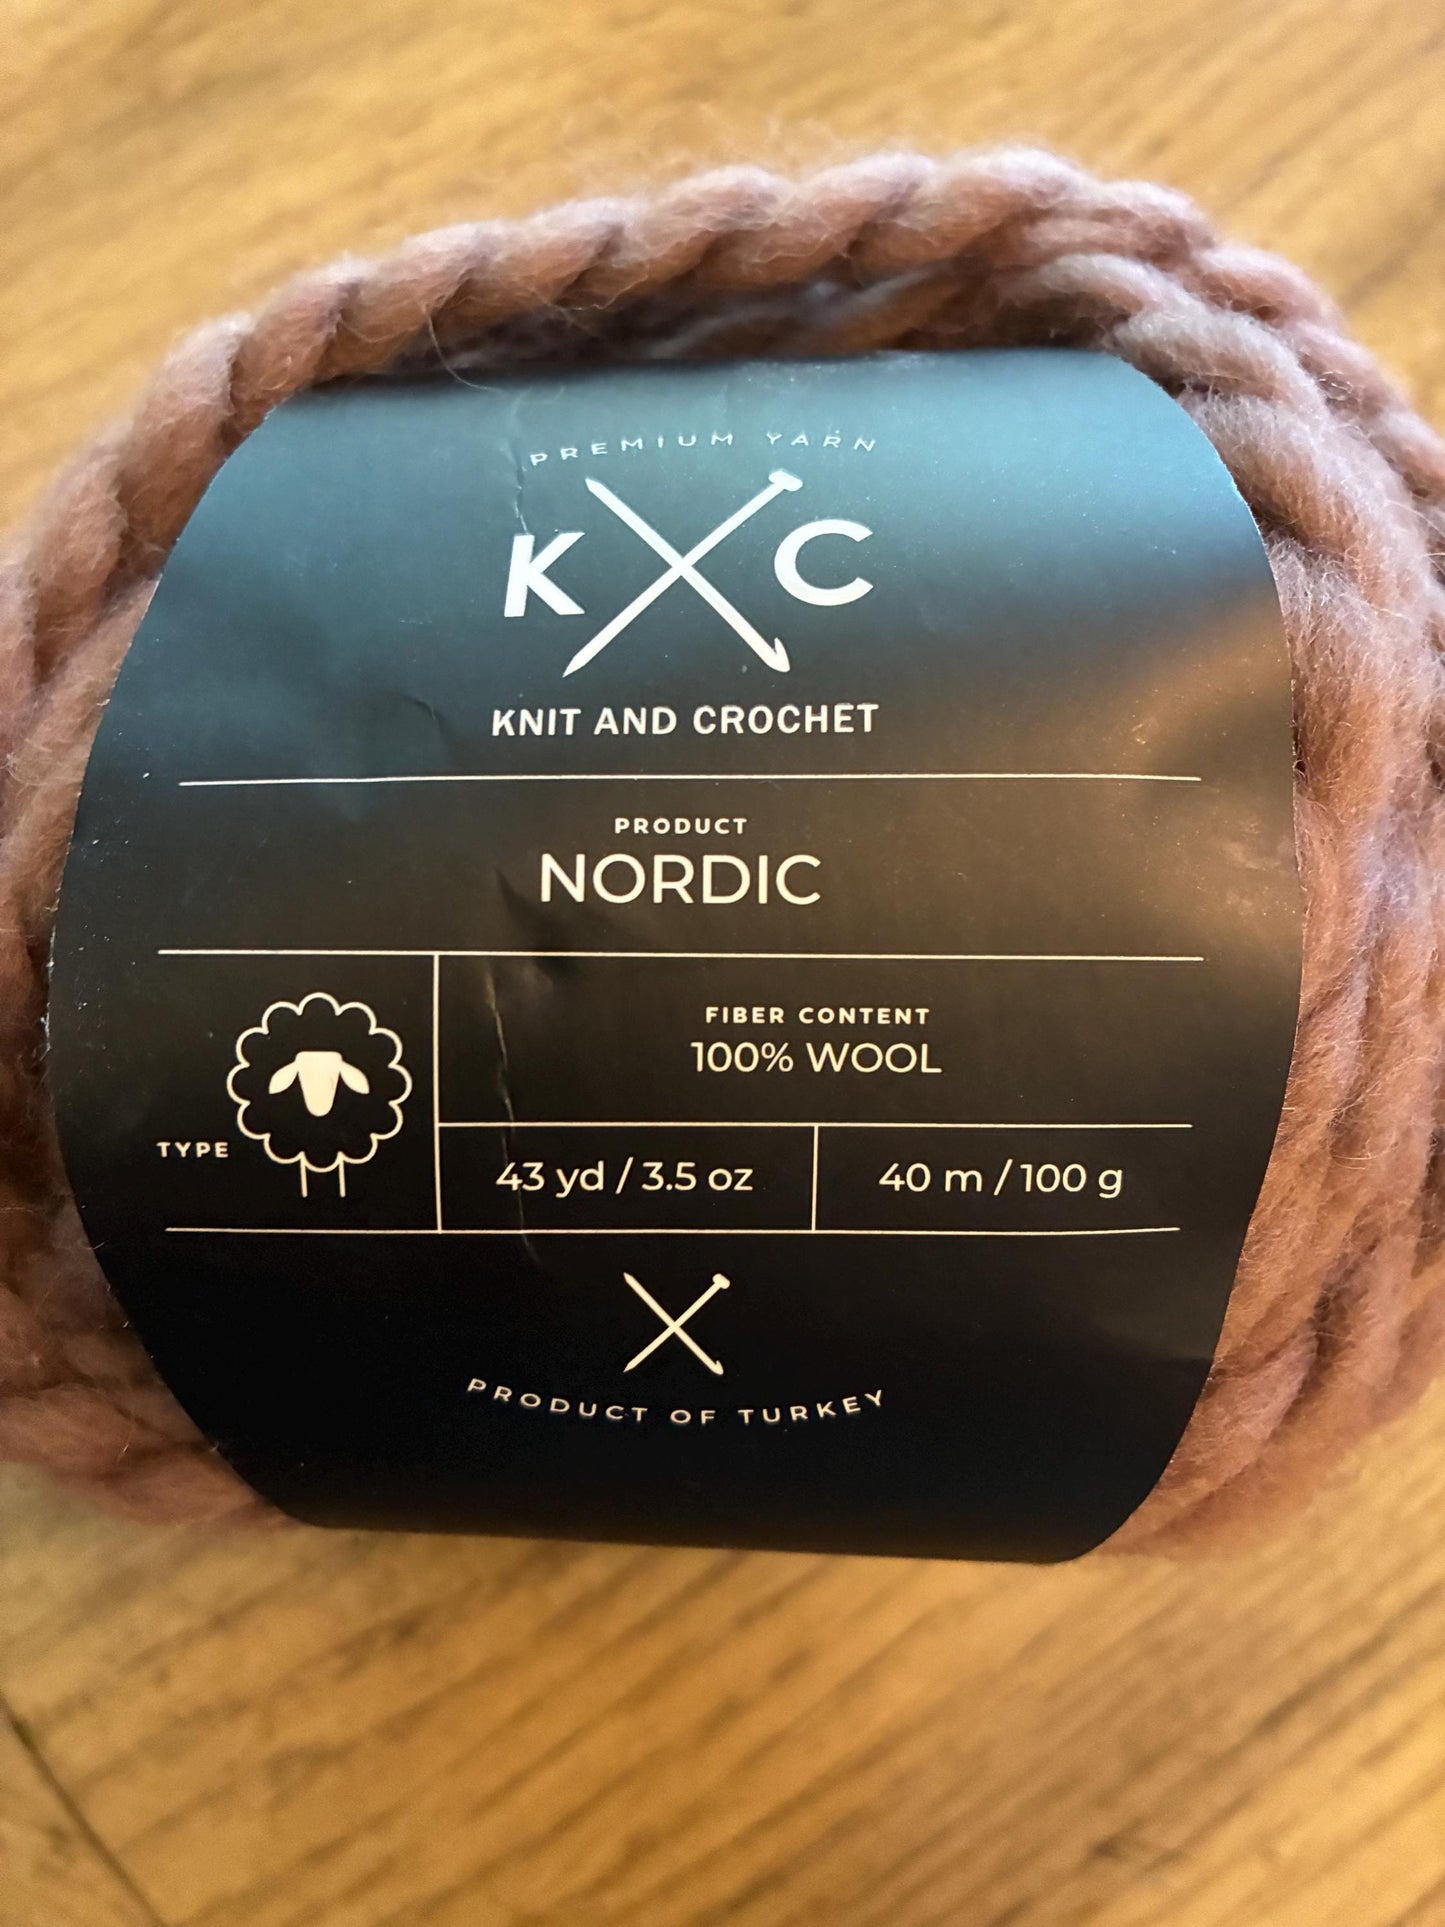 PREMIUM YARN
K C
KNIT AND CROCHET
PRODUCT
NORDIC
TYPE
FIBER CONTENT
100% WOOL
43 yd / 3.5 oz
40 m / 100 g
PRODUCT OF TURKEY